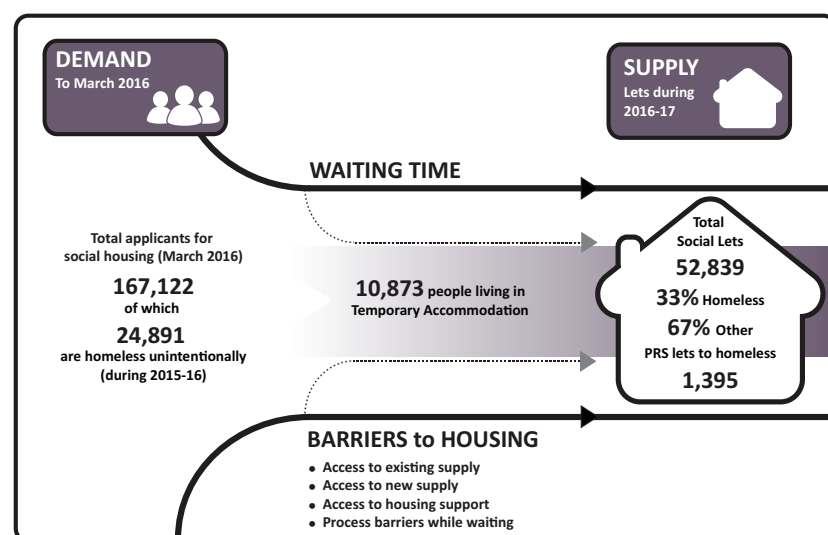 DEMAND
To March 2016
SUPPLY
Lets during
2016-17
WAITING TIME
Total applicants for
social housing (March 2016)
167,122
of which
24,891
are homeless unintentionally
(during 2015-16)
10,873 people living in
Temporary Accommodation
Total
Social Lets
52,839
33% Homeless
67% Other
PRS lets to homeless
1,395
BARRIERS to HOUSING
• Access to existing supply
• Access to new supply
• Access to housing support
• Process barriers while waiting